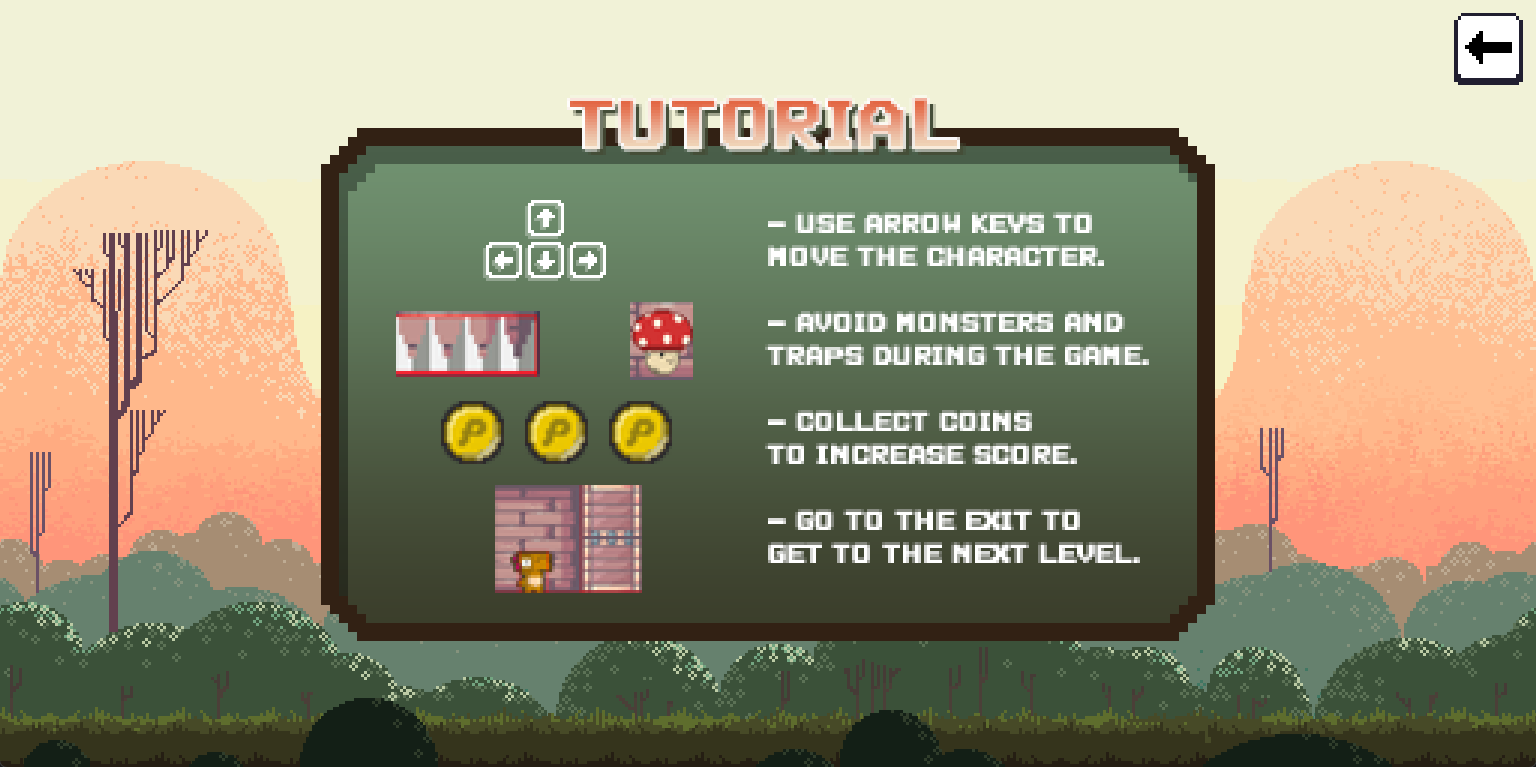 TUTORIAL
- USE ARROW KEYS TO
MOVE THE CHARACTER.
- AVOID MONSTERS AND
TRAPS DURING THE GAME.
P P P
- COLLECT COINS
TO INCREASE SCORE.
- GO TO THE EXIT TO
GET TO THE NEXT LEVEL.